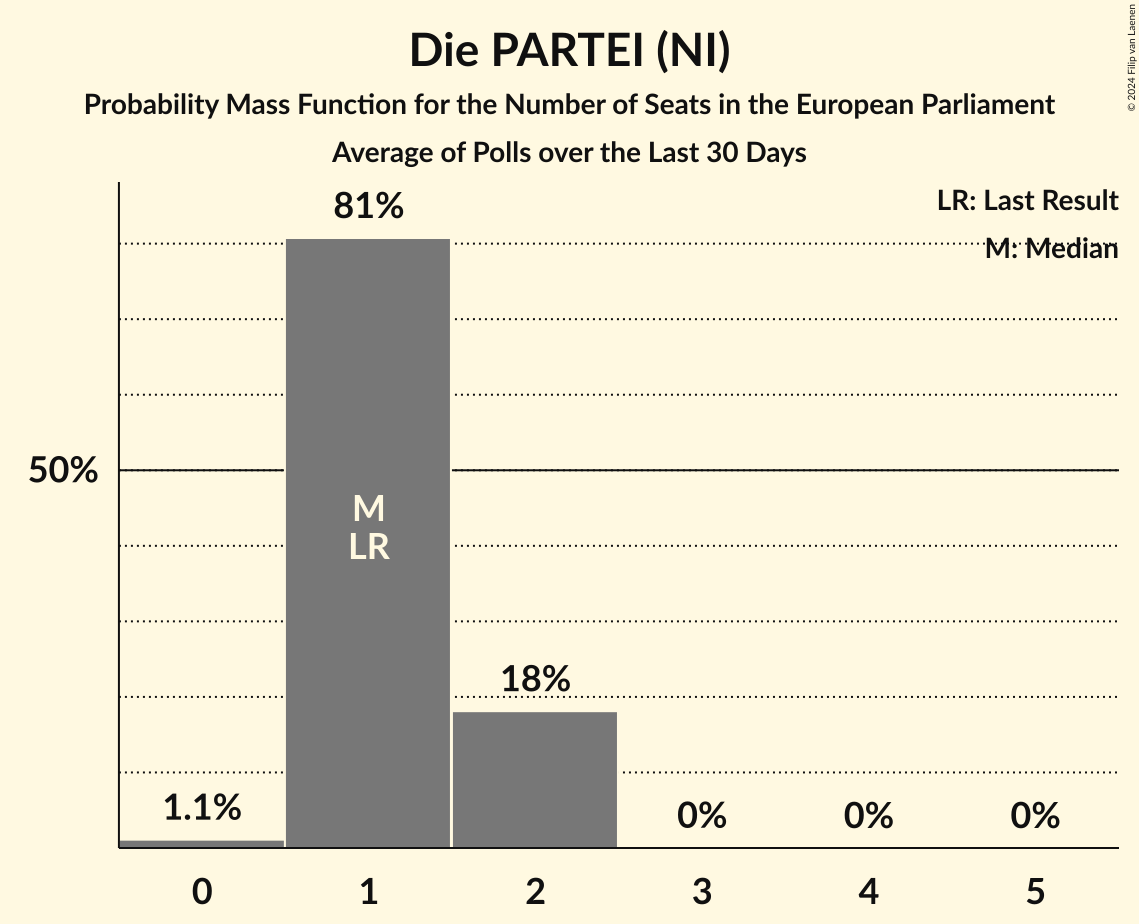 Die PARTEI (NI)
Probability Mass Function for the Number of Seats in the European Parliament
Average of Polls over the Last 30 Days
© 2024 Filip van Laenen
LR: Last Result
M: Median
81%
50%
M
LR
18%
1.1%
0%
0%
0%
0
1
2
3
4
5